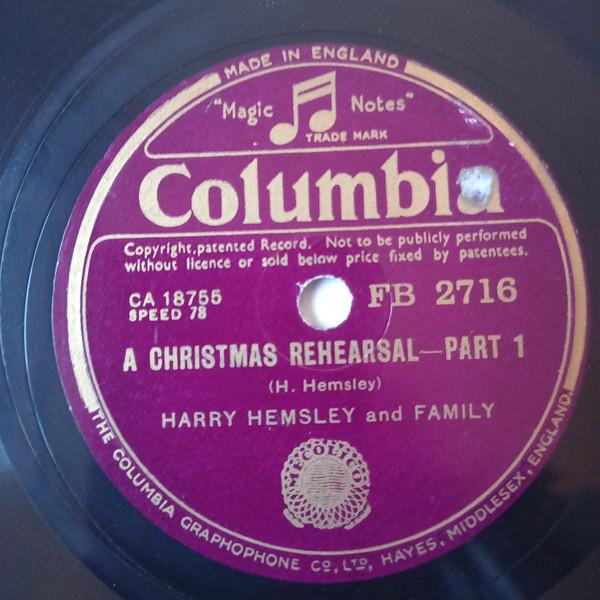 MADE IN ENGLAND
"Magic Notes"
TRADE MARK
Columbia
Copyright, patented Record. Not to be publicly performed
without licence or sold below price fixed by patentees.
CA 18755 FB 2716
SPEED 78
A CHRISTMAS REHEARSAL—PART 1
(H. Hemsley)
HARRY HEMSLEY and FAMILY
MECOLICO
THE COLUMBIA GRAPHOPHONE CO, LTD, HAYES, MIDDLESEX, ENGLAND.